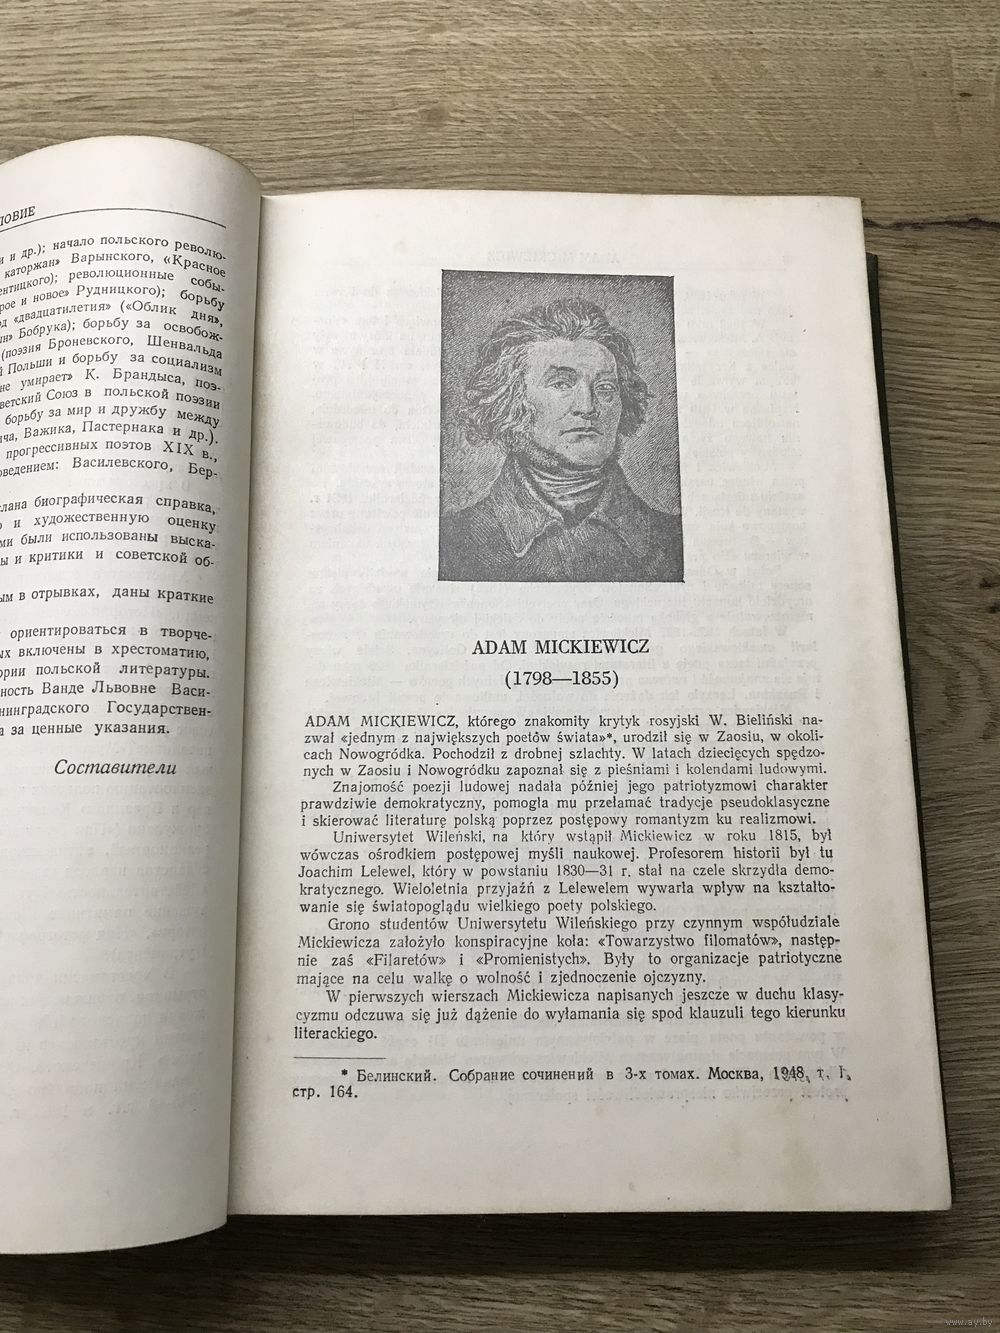 ловие
и др.); начало польского револю-
каторжан» Варынского, «Красное
революционные собы-
и новое» Рудницкого); борьбу
«двадцатилетия» («Облик дня»,
Бобрука); борьбу за освобож-
(поэзия Броневского, Шенвальда
Польши и борьбу за социализм
не умирает» К. Брандыса, поэ-
Союз в польской поэзии
борьбу за мир и дружбу между
Важика, Пастернака и др.).
прогрессивных поэтов XIX в.,
Василевского, Бер-
биографическая справка,
и художественную оценку
были использованы выска-
и критики и советской об-
в отрывках, даны краткие
ориентироваться в творче-
включены в хрестоматию,
польской литературы.
Ванде Львовне Васи-
Государствен-
за ценные указания.
Составители
ADAM MICKIEWICZ
(1798—1855)
ADAM MICKIEWICZ, którego znakomity krytyk rosyjski W. Bieliński na-
zwał «jednym z największych poetów świata»*, urodził się w Zaosiu, w okoli-
cach Nowogródka. Pochodził z drobnej szlachty. W latach dziecięcych spędzo-
nych w Zaosiu i Nowogródku zapoznał się z pieśniami i kolendami ludowymi.
Znajomość poezji ludowej nadała później jego patriotyzmowi charakter
prawdziwie demokratyczny, pomogła mu przełamać tradycje pseudoklasyczne
i skierować literaturę polską poprzez postępowy romantyzm ku realizmowi.
Uniwersytet Wileński, na który wstąpił Mickiewicz w roku 1815, był
wówczas ośrodkiem postępowej myśli naukowej. Profesorem historii był tu
Joachim Lelewel, który w powstaniu 1830—31 r. stał na czele skrzydła demo-
kratycznego. Wieloletnia przyjaźń z Lelewelem wywarła wpływ na kształto-
wanie się światopoglądu wielkiego poety polskiego.
Grono studentów Uniwersytetu Wileńskiego przy czynnym współudziale
Mickiewicza założyło konspiracyjne koła: «Towarzystwo filomatów», następ-
nie zaś «Filaretów» i «Promienistych». Były to organizacje patriotyczne
mające na celu walkę o wolność i zjednoczenie ojczyzny.
W pierwszych wierszach Mickiewicza napisanych jeszcze w duchu klasy-
cyzmu odczuwa się już dążenie do wyłamania się spod klauzuli tego kierunku
literackiego.
* Белинский. Собрание сочинений в 3-х томах. Москва, 1948, т. I,
стр. 164.
www.ay.by